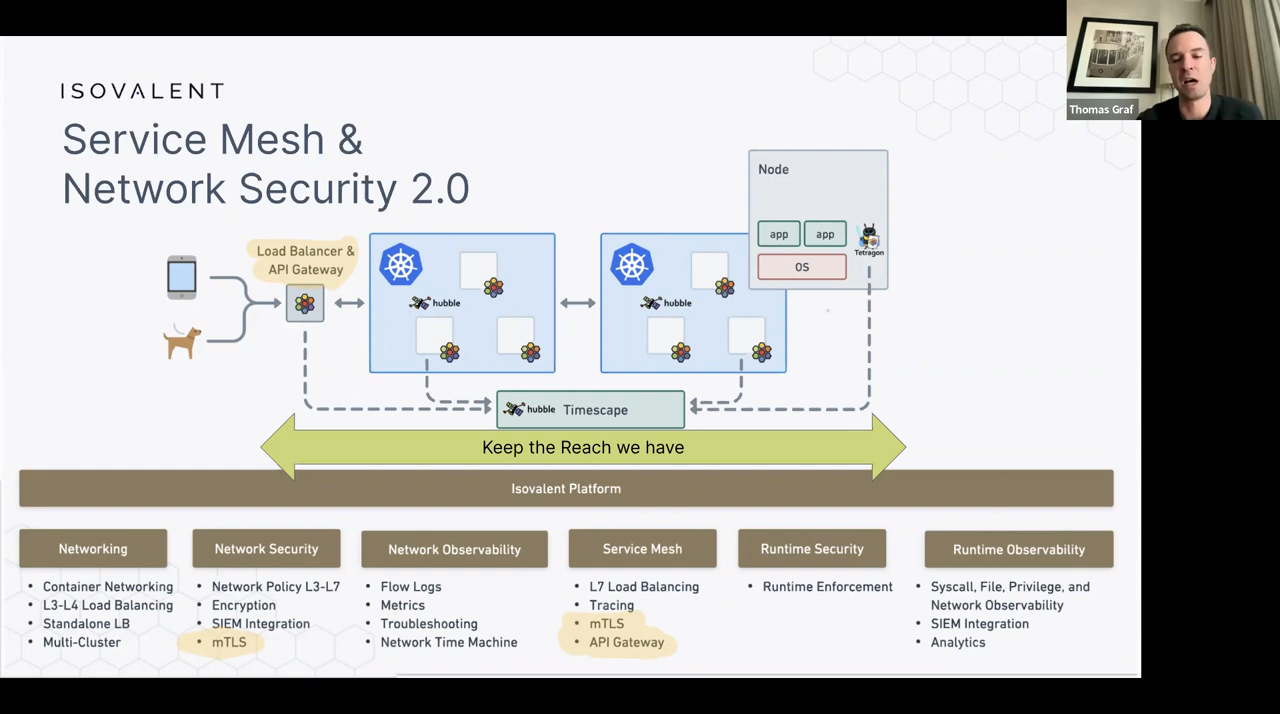 Thomas Graf
ISOVALENT
Service Mesh &
Network Security 2.0
Load Balancer &
API Gateway
hubble
hubble
Node
app
app
OS
Tetragon
hubble Timescape
Keep the Reach we have
Isovalent Platform
Networking
• Container Networking
• L3-L4 Load Balancing
• Standalone LB
• Multi-Cluster
Network Security
• Network Policy L3-L7
• Encryption
• SIEM Integration
• mTLS
Network Observability
• Flow Logs
• Metrics
• Troubleshooting
• Network Time Machine
Service Mesh
• L7 Load Balancing
• Tracing
• mTLS
• API Gateway
Runtime Security
• Runtime Enforcement
Runtime Observability
• Syscall, File, Privilege, and
Network Observability
• SIEM Integration
• Analytics